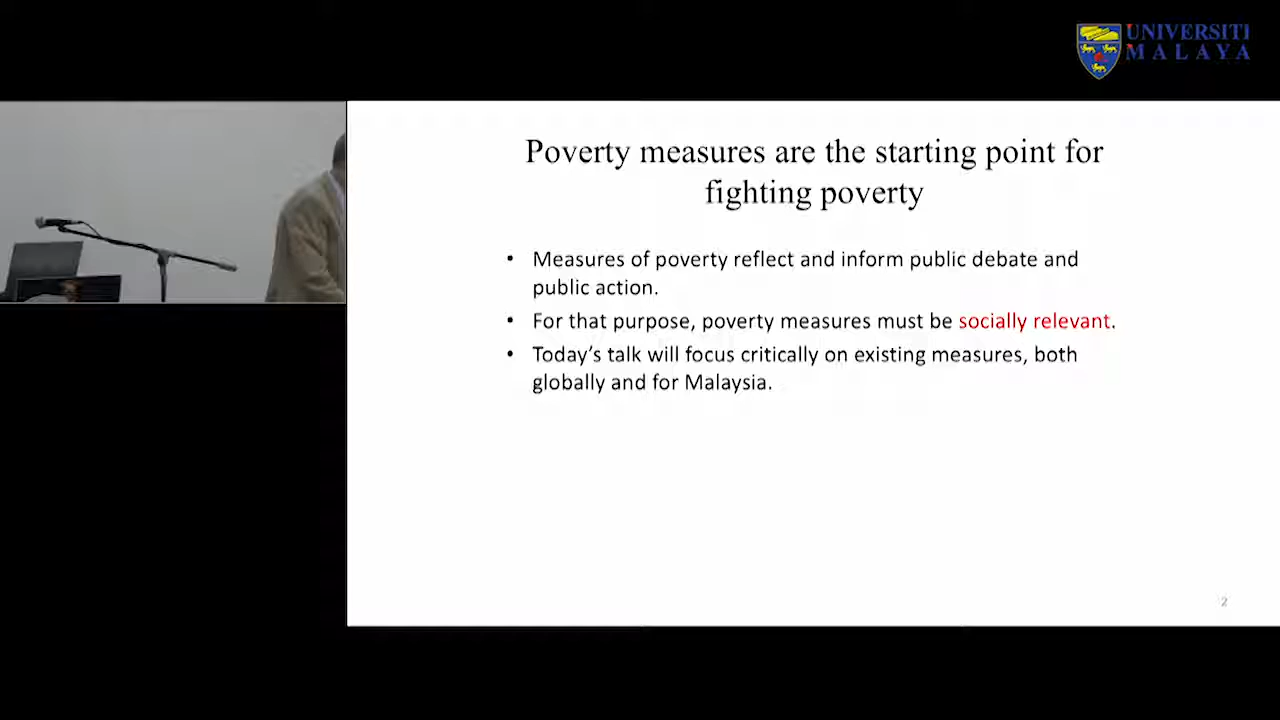 UNIVERSITI
MALAYA
Poverty measures are the starting point for
fighting poverty
• Measures of poverty reflect and inform public debate and
public action.
• For that purpose, poverty measures must be socially relevant.
• Today’s talk will focus critically on existing measures, both
globally and for Malaysia.
2